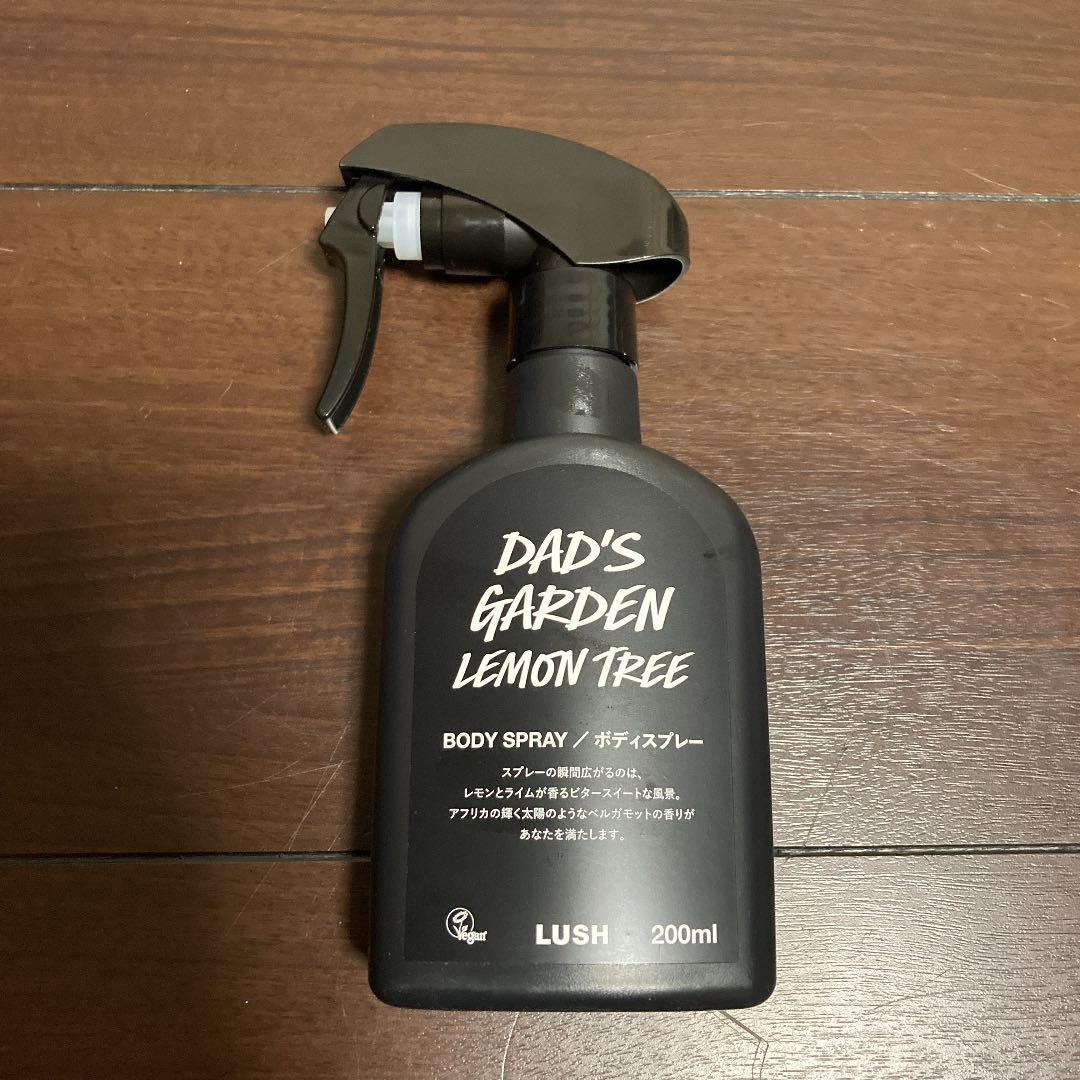 DAD'S
GARDEN
LEMON TREE
BODY SPRAY / ボディスプレー
スプレーの瞬間広がるのは、
レモンとライムが香るビタースイートな風景。
アフリカの輝く太陽のようなベルガモットの香りが
あなたを満たします。
Vegan
LUSH 200ml